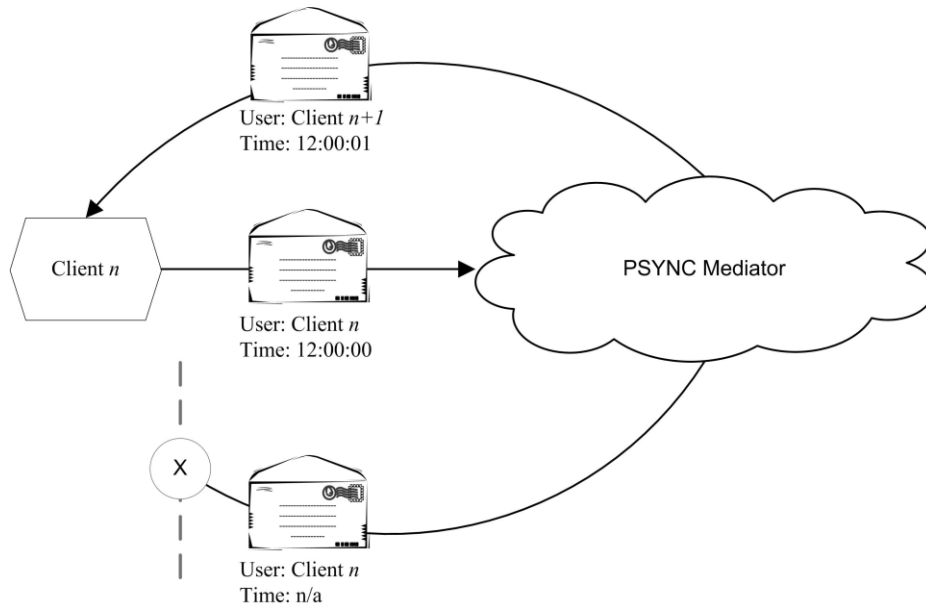 User: Client n+1
Time: 12:00:01
Client n
PSYNC Mediator
User: Client n
Time: 12:00:00
X
User: Client n
Time: n/a